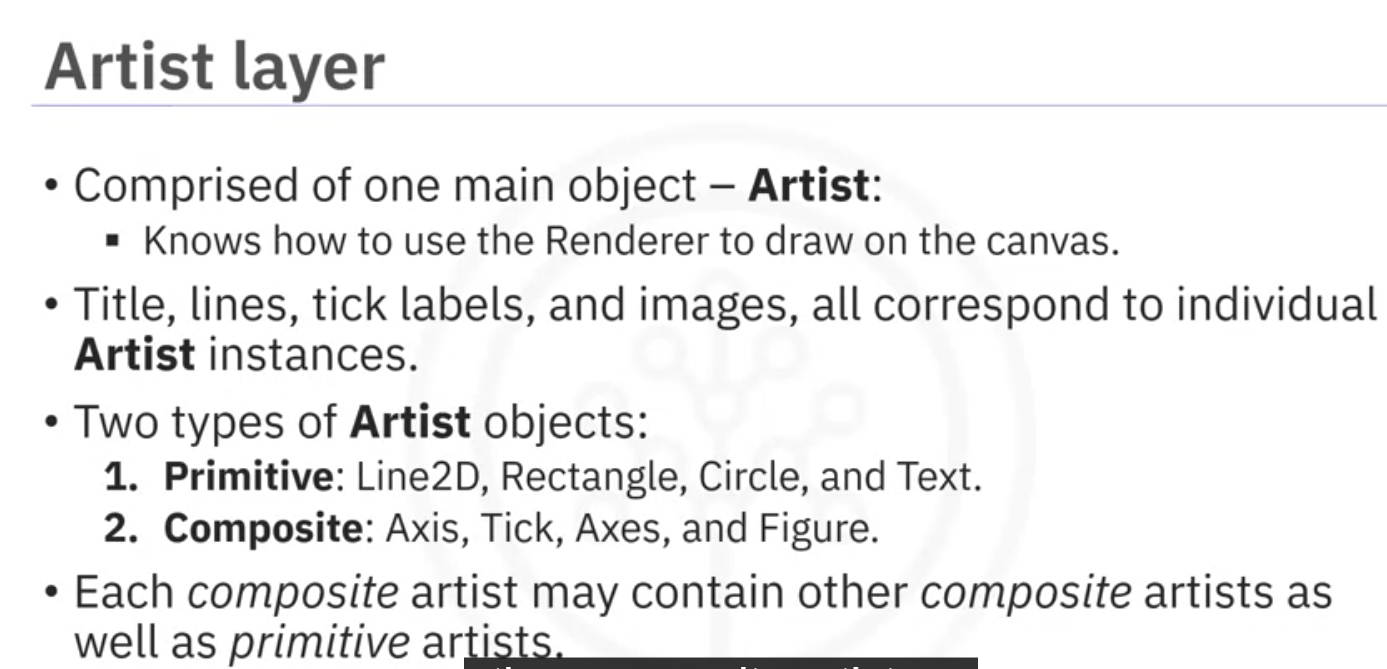 Artist layer
• Comprised of one main object – Artist:
▪ Knows how to use the Renderer to draw on the canvas.
• Title, lines, tick labels, and images, all correspond to individual
Artist instances.
• Two types of Artist objects:
1. Primitive: Line2D, Rectangle, Circle, and Text.
2. Composite: Axis, Tick, Axes, and Figure.
• Each composite artist may contain other composite artists as
well as primitive artists.